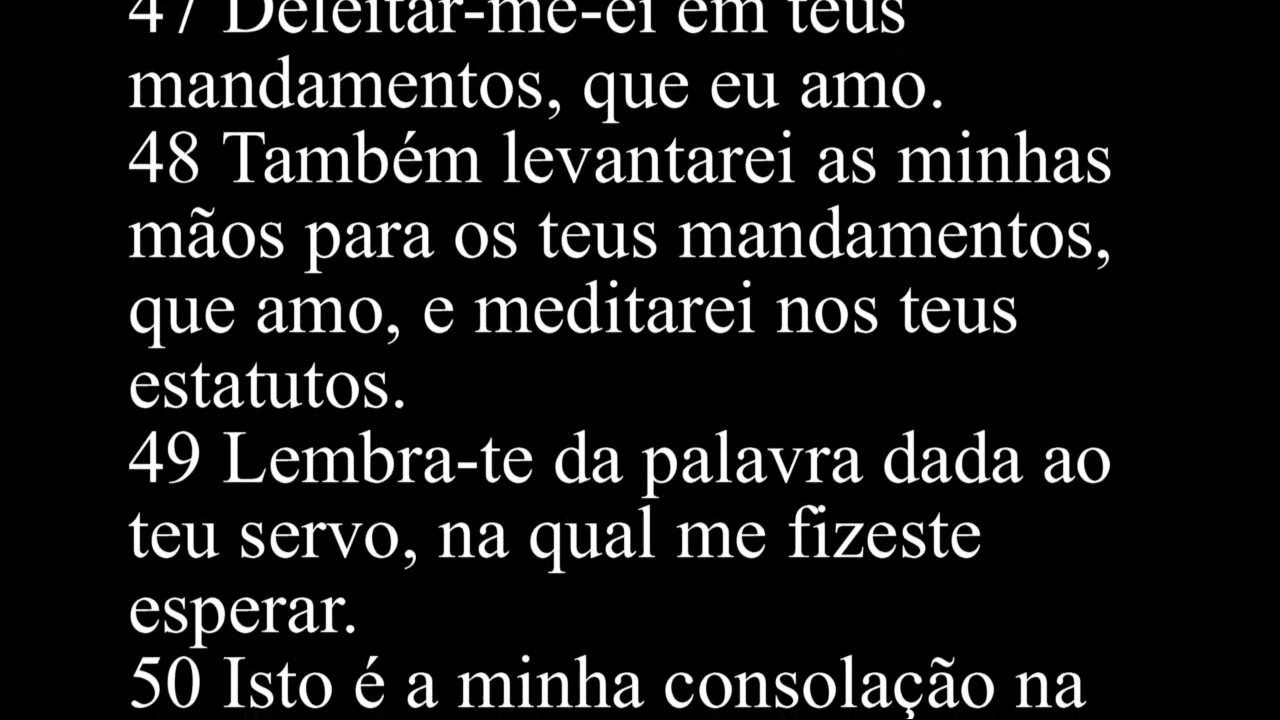 47 Deleitar-me-ei em teus
mandamentos, que eu amo.
48 Também levantarei as minhas
mãos para os teus mandamentos,
que amo, e meditarei nos teus
estatutos.
49 Lembra-te da palavra dada ao
teu servo, na qual me fizeste
esperar.
50 Isto é a minha consolação na